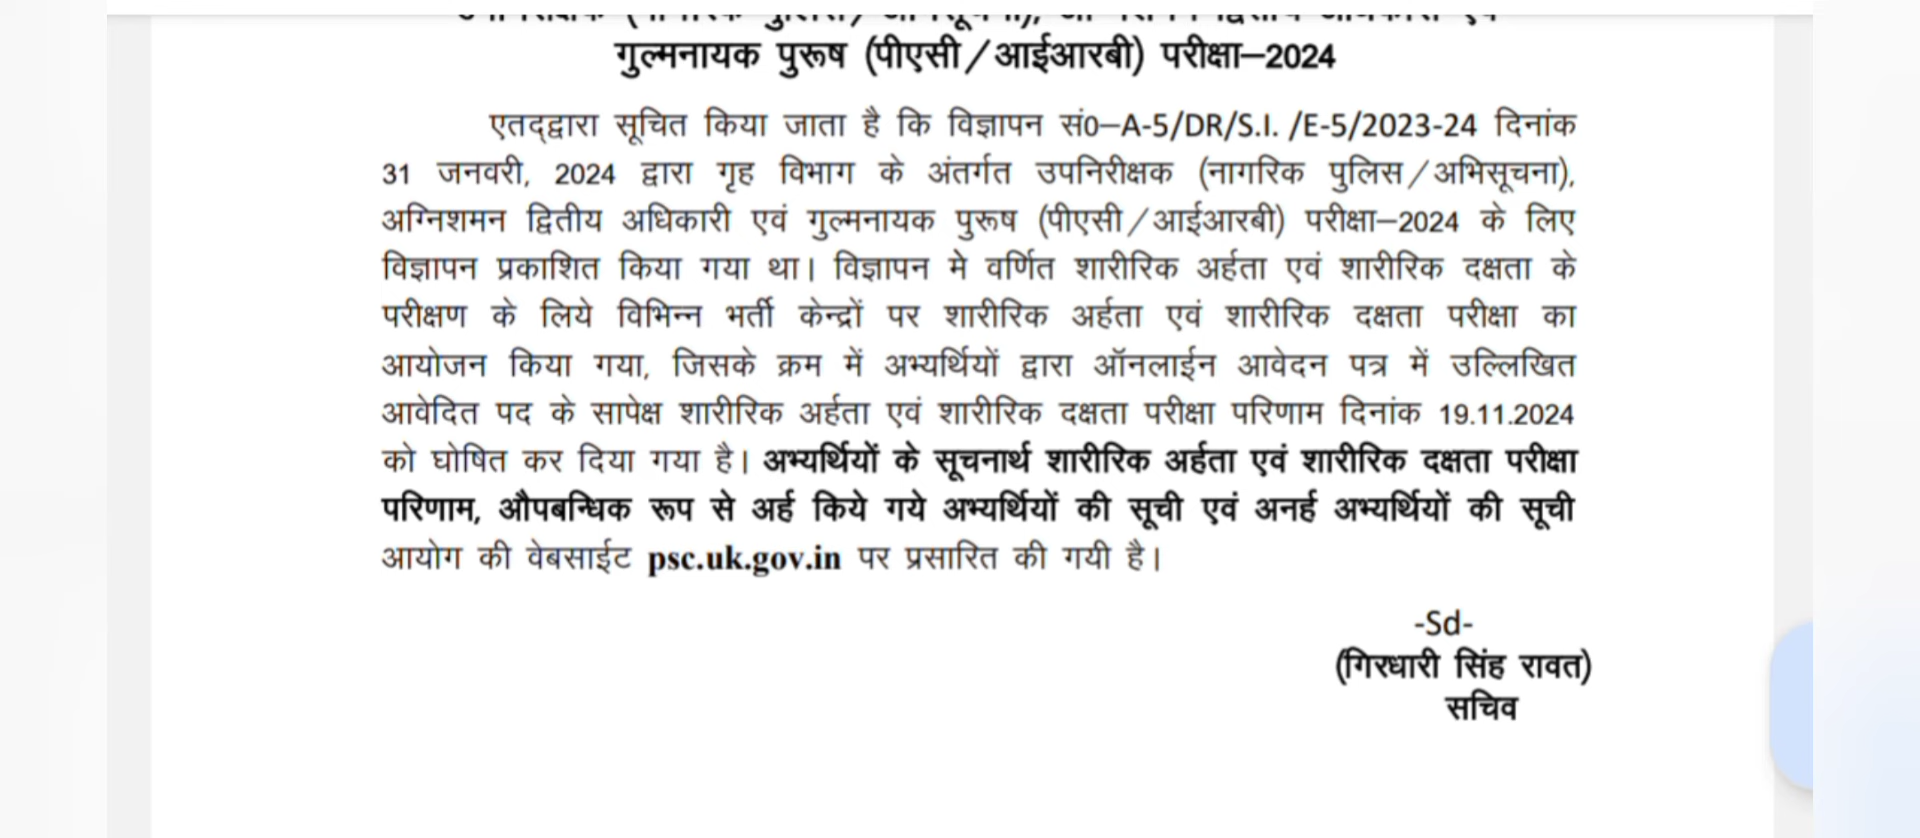 गुल्मनायक पुरूष (पीएसी/आईआरबी) परीक्षा–2024
एतद्द्वारा सूचित किया जाता है कि विज्ञापन सं0–A-5/DR/S.I. /E-5/2023-24 दिनांक
31 जनवरी, 2024 द्वारा गृह विभाग के अंतर्गत उपनिरीक्षक (नागरिक पुलिस/अभिसूचना),
अग्निशमन द्वितीय अधिकारी एवं गुल्मनायक पुरूष (पीएसी/आईआरबी) परीक्षा–2024 के लिए
विज्ञापन प्रकाशित किया गया था। विज्ञापन मे वर्णित शारीरिक अर्हता एवं शारीरिक दक्षता के
परीक्षण के लिये विभिन्न भर्ती केन्द्रों पर शारीरिक अर्हता एवं शारीरिक दक्षता परीक्षा का
आयोजन किया गया, जिसके क्रम में अभ्यर्थियों द्वारा ऑनलाईन आवेदन पत्र में उल्लिखित
आवेदित पद के सापेक्ष शारीरिक अर्हता एवं शारीरिक दक्षता परीक्षा परिणाम दिनांक 19.11.2024
को घोषित कर दिया गया है। अभ्यर्थियों के सूचनार्थ शारीरिक अर्हता एवं शारीरिक दक्षता परीक्षा
परिणाम, औपबन्धिक रूप से अर्ह किये गये अभ्यर्थियों की सूची एवं अनर्ह अभ्यर्थियों की सूची
आयोग की वेबसाईट psc.uk.gov.in पर प्रसारित की गयी है।
-Sd-
(गिरधारी सिंह रावत)
सचिव